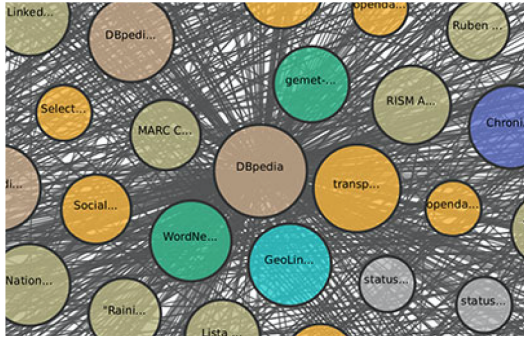 Linked...
openda...
Ruben ...
DBpedi...
gemet-...
Select...
RISM A...
MARC C...
Chroni...
DBpedia
di...
transp...
Social...
openda...
WordNe...
GeoLin...
Nation...
status...
status...
"Raini...
Lista ...